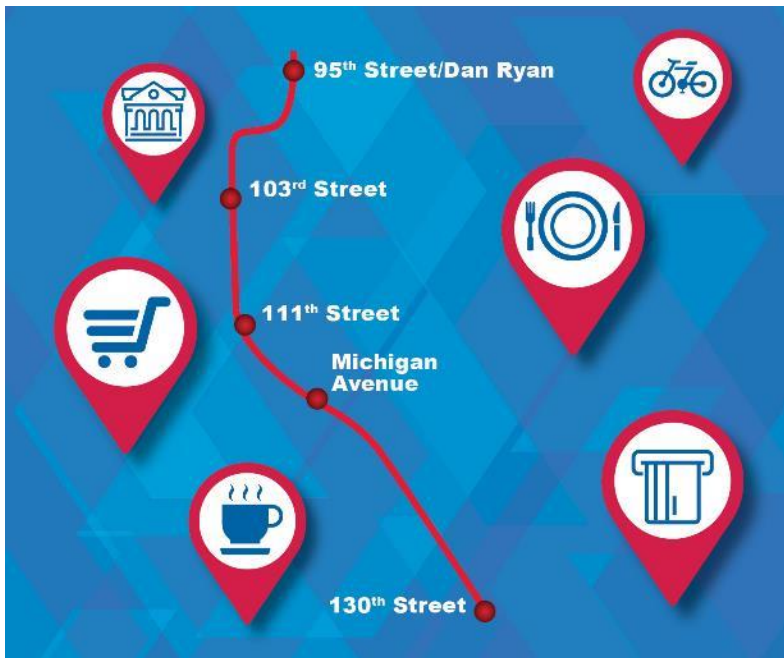 95th Street/Dan Ryan
103rd Street
111th Street
Michigan
Avenue
130th Street